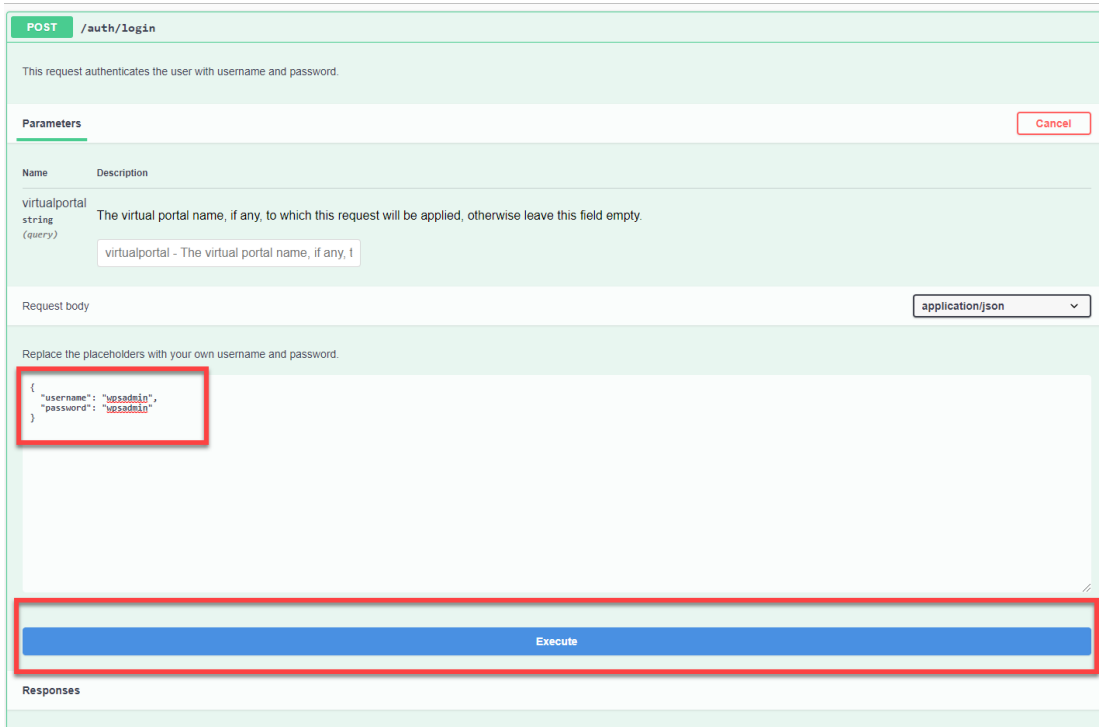 POST /auth/login
This request authenticates the user with username and password.
Parameters
Cancel
Name Description
virtualportal
string
(query)
The virtual portal name, if any, to which this request will be applied, otherwise leave this field empty.
virtualportal - The virtual portal name, if any, t
Request body
application/json
Replace the placeholders with your own username and password.
{
"username": "wpsadmin",
"password": "wpsadmin"
}
Execute
Responses